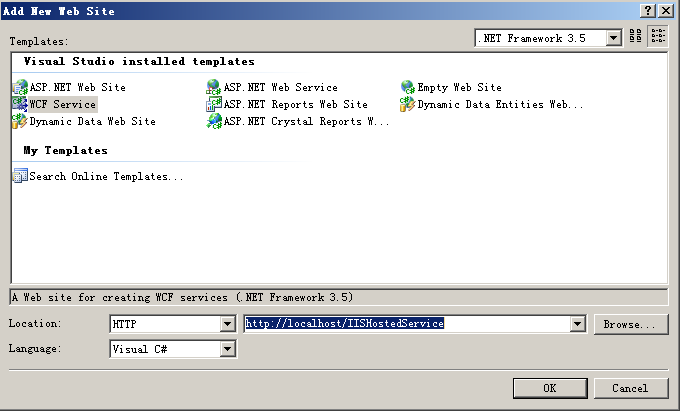 Add New Web Site
Templates:
.NET Framework 3.5
Visual Studio installed templates
ASP.NET Web Site
ASP.NET Web Service
Empty Web Site
WCF Service
ASP.NET Reports Web Site
Dynamic Data Entities Web...
Dynamic Data Web Site
ASP.NET Crystal Reports W...
My Templates
Search Online Templates...
A Web site for creating WCF services (.NET Framework 3.5)
Location:
HTTP
http://localhost/IISHostedService
Browse...
Language:
Visual C#
OK
Cancel